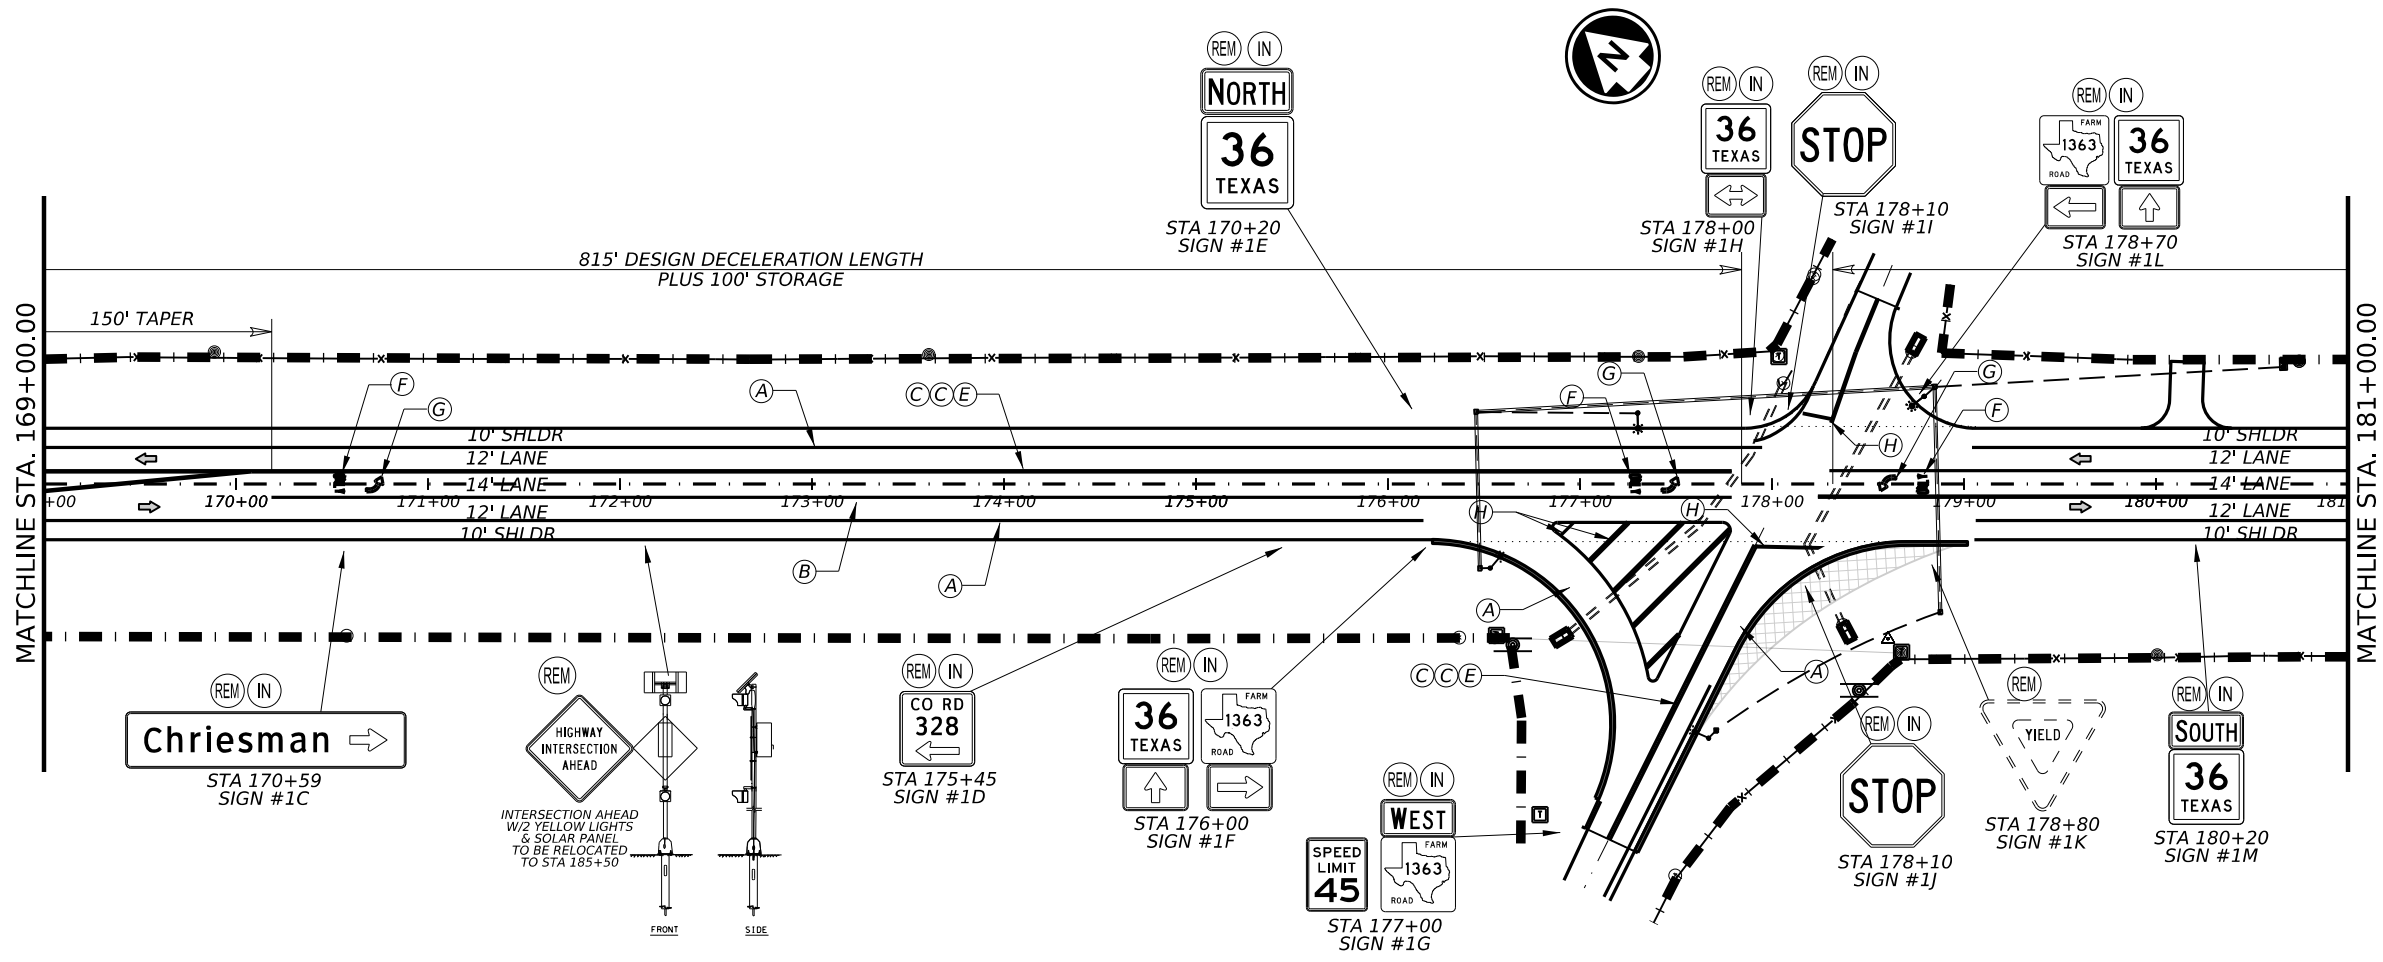 REM IN
NORTH
36
TEXAS
STA 170+20
SIGN #1E
N
REM IN
36
TEXAS
STA 178+00
SIGN #1H
REM IN
STOP
STA 178+10
SIGN #1I
REM IN
FARM
1363
ROAD
36
TEXAS
STA 178+70
SIGN #1L
815' DESIGN DECELERATION LENGTH
PLUS 100' STORAGE
150' TAPER
MATCHLINE STA. 169+00.00
MATCHLINE STA. 181+00.00
F
G
A
C C E
F
G
G
F
H
10' SHLDR
12' LANE
14' LANE
12' LANE
10' SHLDR
10' SHLDR
12' LANE
14' LANE
12' LANE
10' SHLDR
+00 170+00 171+00 172+00 173+00 174+00 175+00 176+00 177+00 178+00 179+00 180+00 181
H
H
B
A
A
A
C C E
REM IN
Chriesman
STA 170+59
SIGN #1C
REM
HIGHWAY
INTERSECTION
AHEAD
INTERSECTION AHEAD
W/2 YELLOW LIGHTS
& SOLAR PANEL
TO BE RELOCATED
TO STA 185+50
FRONT
SIDE
REM IN
CO RD
328
STA 175+45
SIGN #1D
REM IN
36
TEXAS
FARM
1363
ROAD
STA 176+00
SIGN #1F
REM IN
WEST
SPEED
LIMIT
45
FARM
1363
ROAD
STA 177+00
SIGN #1G
T
T
REM IN
STOP
STA 178+10
SIGN #1J
REM
YIELD
STA 178+80
SIGN #1K
REM IN
SOUTH
36
TEXAS
STA 180+20
SIGN #1M